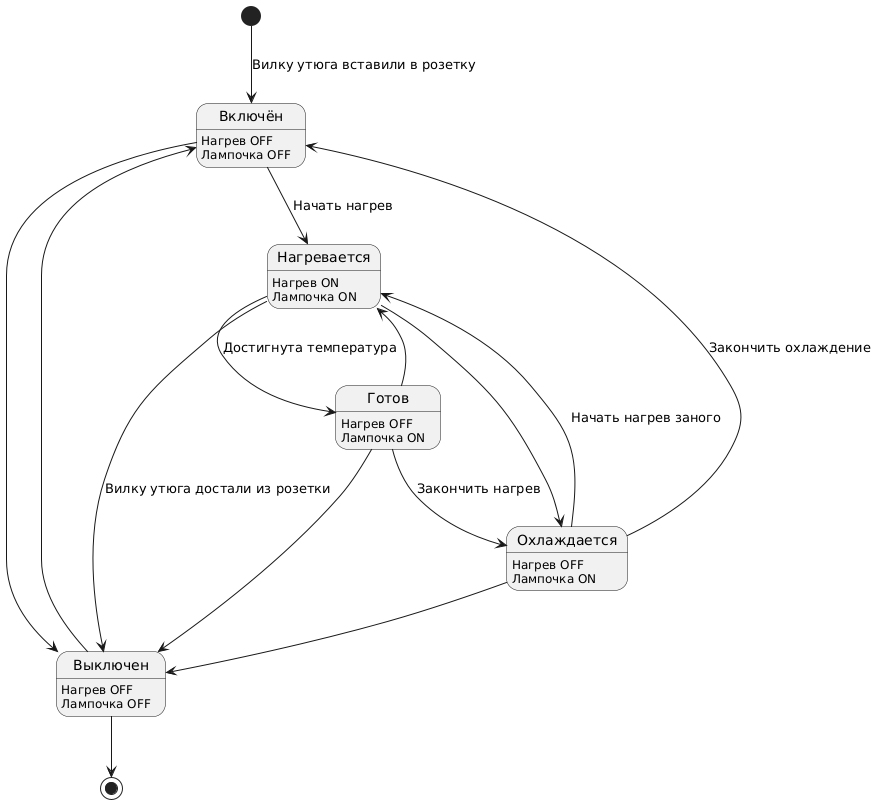 Вилку утюга вставили в розетку
Включён
Нагрев OFF
Лампочка OFF
Начать нагрев
Нагревается
Нагрев ON
Лампочка ON
Достигнута температура
Закончить охлаждение
Готов
Нагрев OFF
Лампочка ON
Начать нагрев заного
Вилку утюга достали из розетки
Закончить нагрев
Охлаждается
Нагрев OFF
Лампочка ON
Выключен
Нагрев OFF
Лампочка OFF